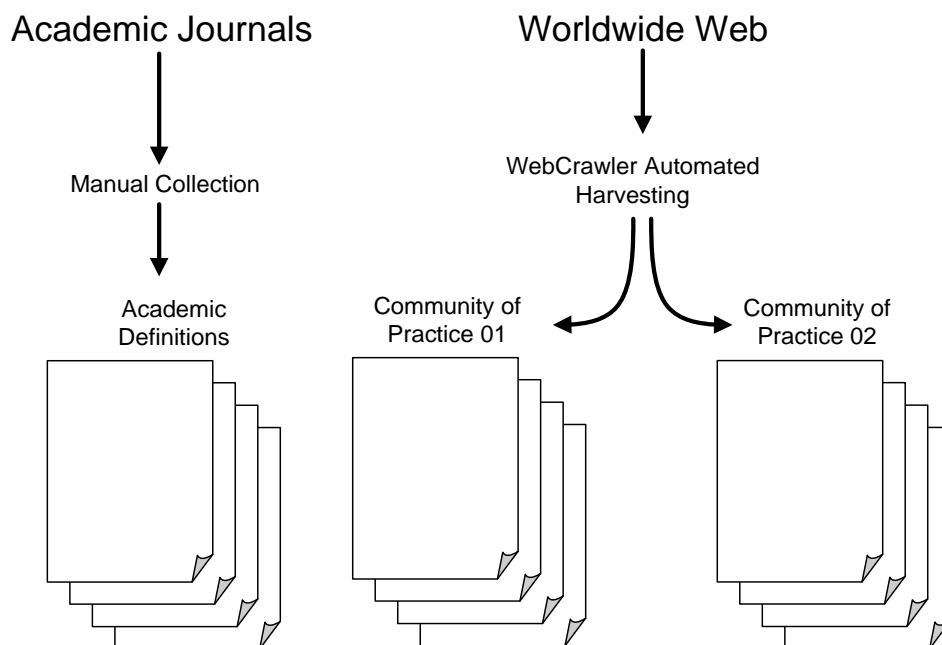 Academic Journals
Worldwide Web
Manual Collection
WebCrawler Automated
Harvesting
Academic
Definitions
Community of
Practice 01
Community of
Practice 02